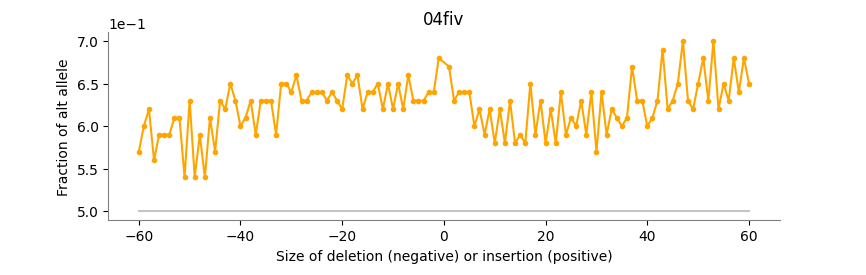 04fiv
1e−1
7.0
6.5
6.0
5.5
5.0
Fraction of alt allele
−60 −40 −20 0 20 40 60
Size of deletion (negative) or insertion (positive)